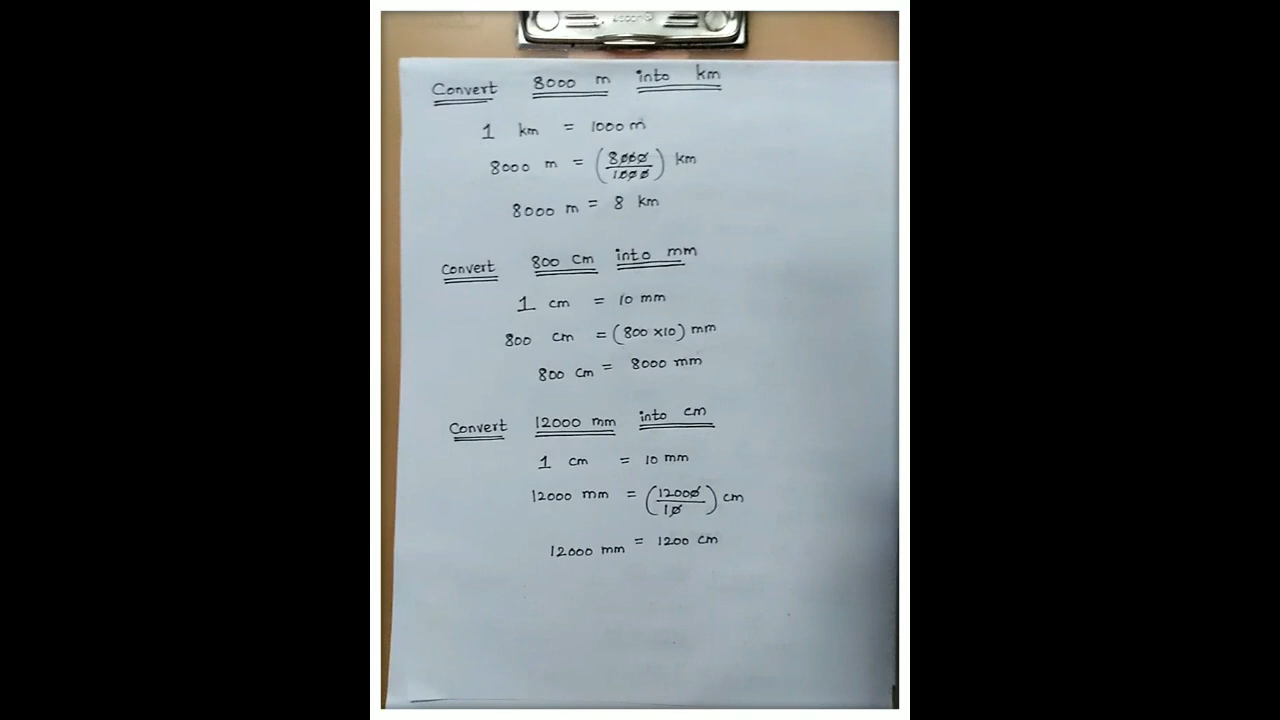 Convert 8000 m into km
1 km = 1000 m
8000 m = (8000/1000) km
8000 m = 8 km
Convert 800 cm into mm
1 cm = 10 mm
800 cm = (800 x10) mm
800 cm = 8000 mm
Convert 12000 mm into cm
1 cm = 10 mm
12000 mm = (12000/10) cm
12000 mm = 1200 cm